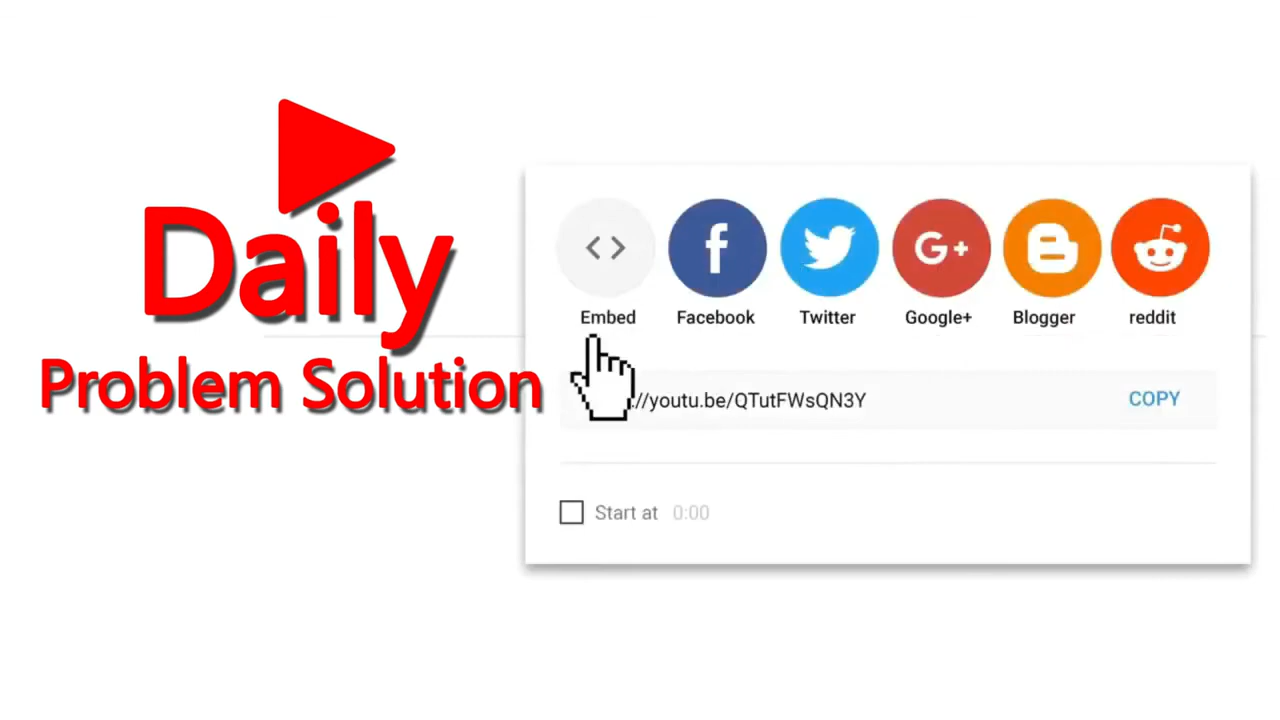 Daily
Problem Solution
Embed Facebook Twitter Google+ Blogger reddit
://youtu.be/QTutFWsQN3Y COPY
Start at 0:00